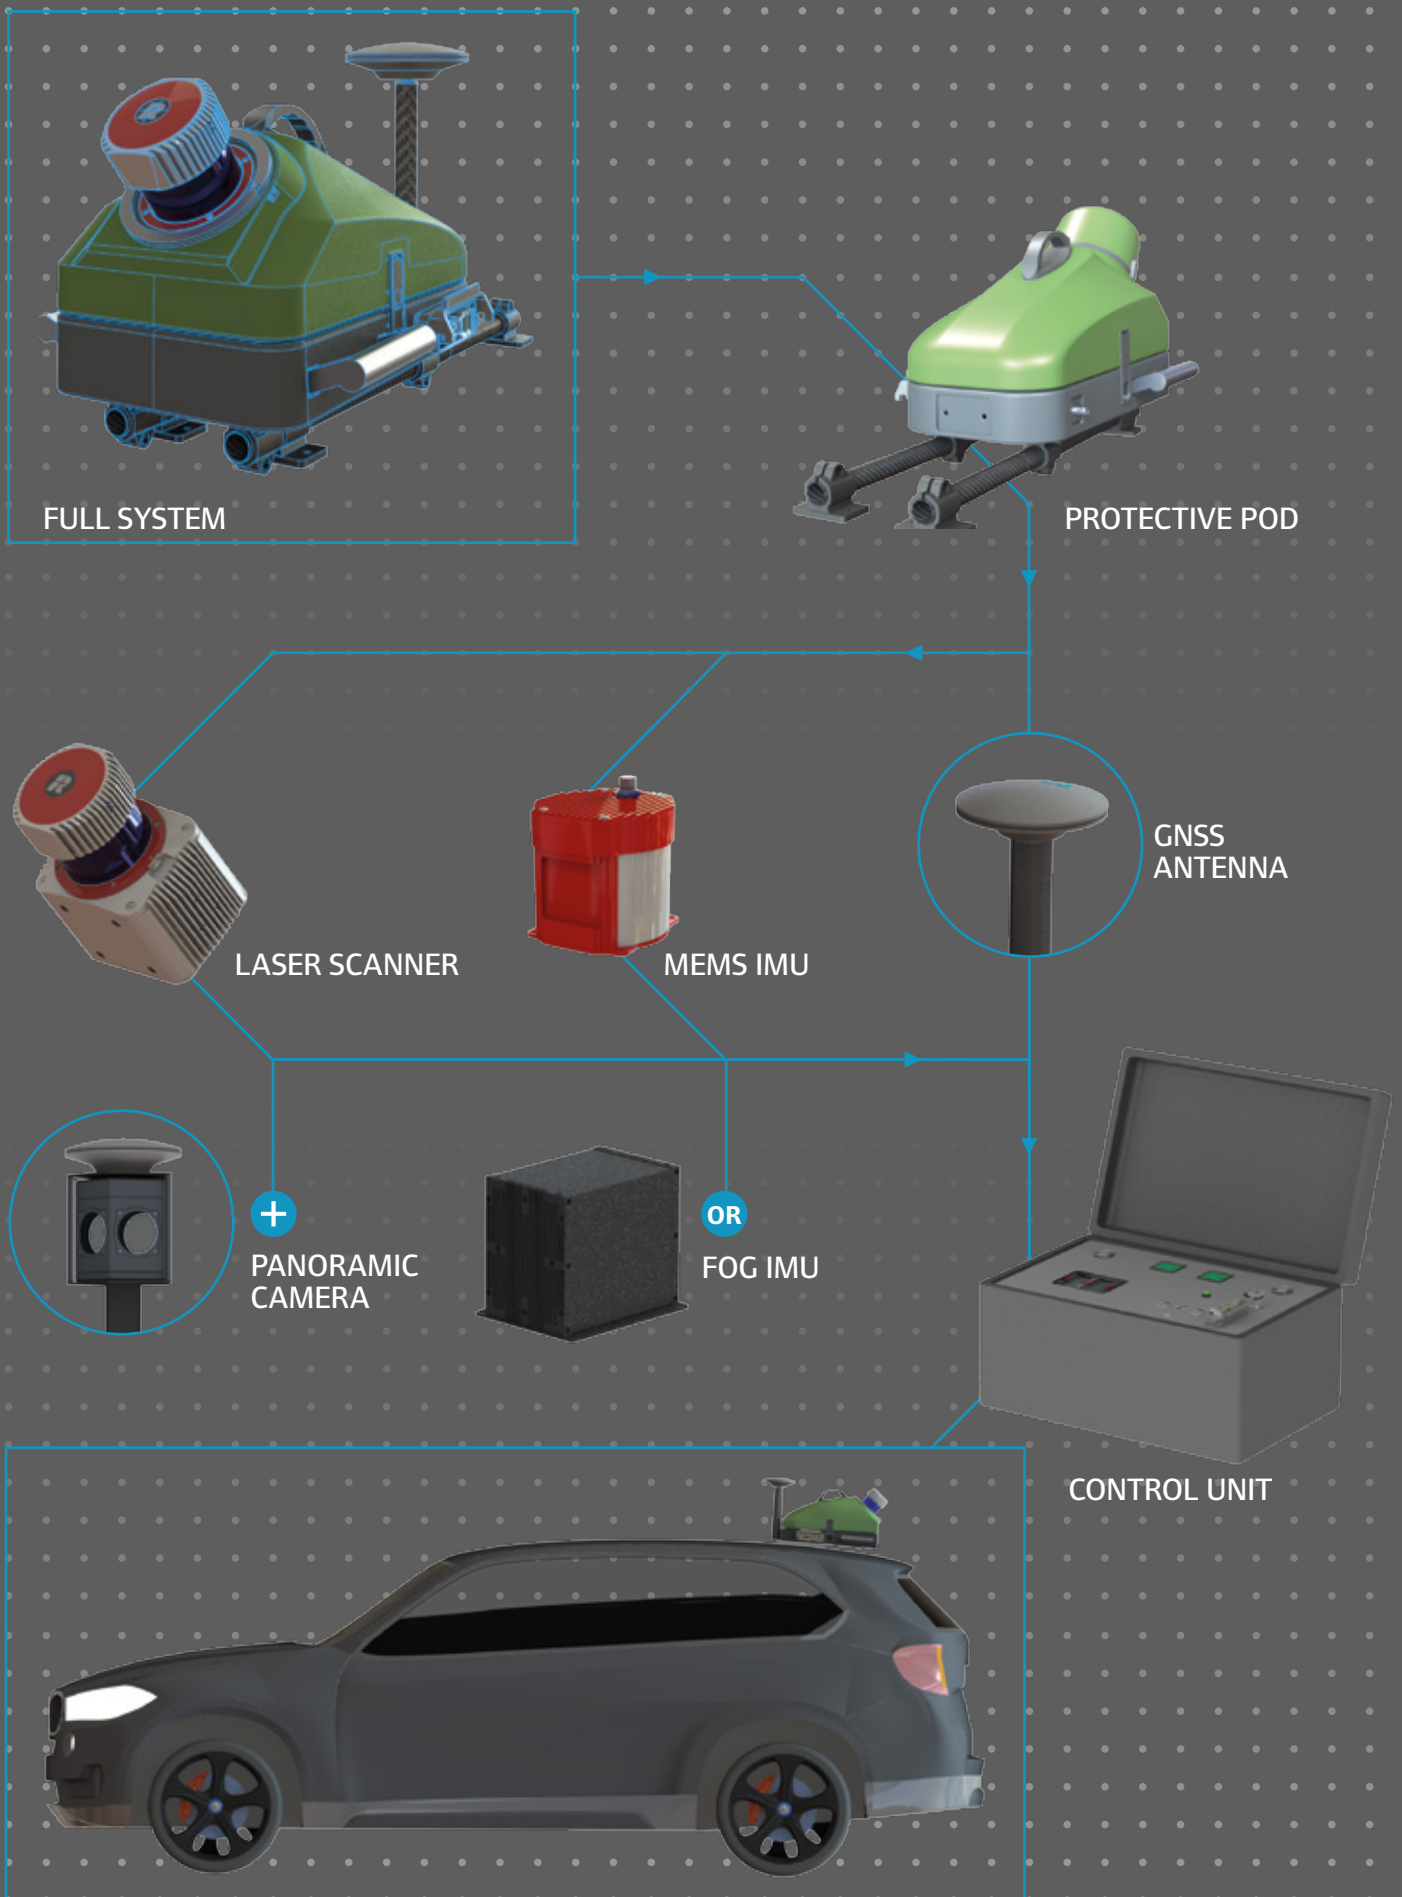 FULL SYSTEM
PROTECTIVE POD
GNSS
ANTENNA
LASER SCANNER
MEMS IMU
OR
PANORAMIC
CAMERA
FOG IMU
CONTROL UNIT